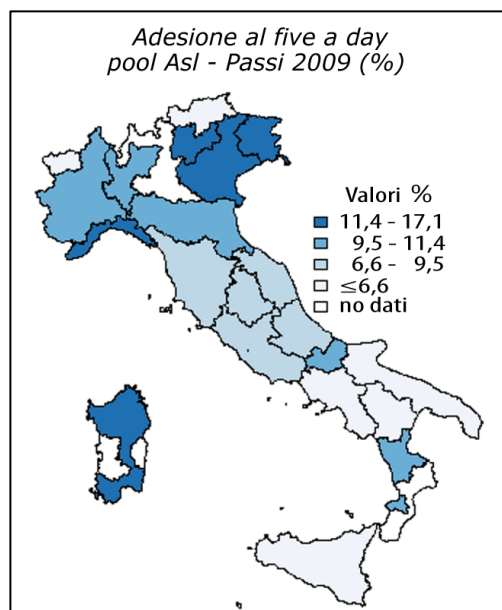 Adesione al five a day
pool Asl - Passi 2009 (%)
Valori %
11,4 - 17,1
9,5 - 11,4
6,6 - 9,5
≤6,6
no dati